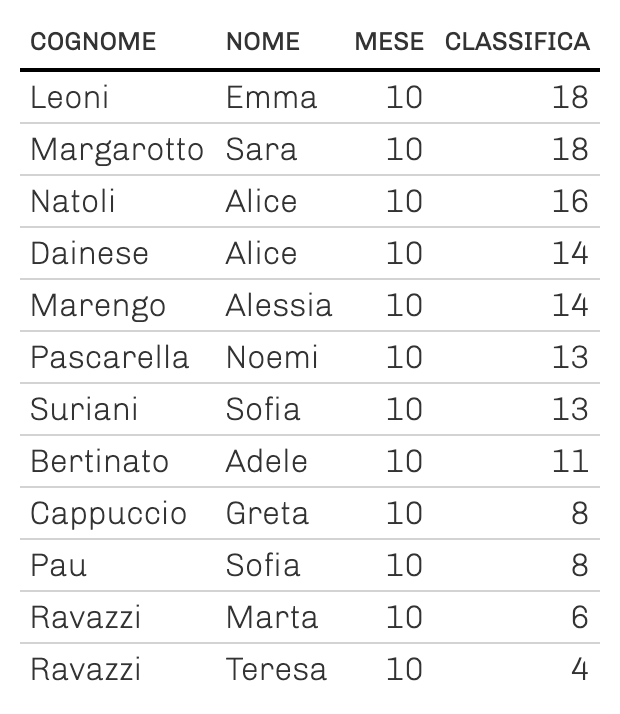 COGNOME NOME MESE CLASSIFICA
Leoni Emma 10 18
Margarotto Sara 10 18
Natoli Alice 10 16
Dainese Alice 10 14
Marengo Alessia 10 14
Pascarella Noemi 10 13
Suriani Sofia 10 13
Bertinato Adele 10 11
Cappuccio Greta 10 8
Pau Sofia 10 8
Ravazzi Marta 10 6
Ravazzi Teresa 10 4